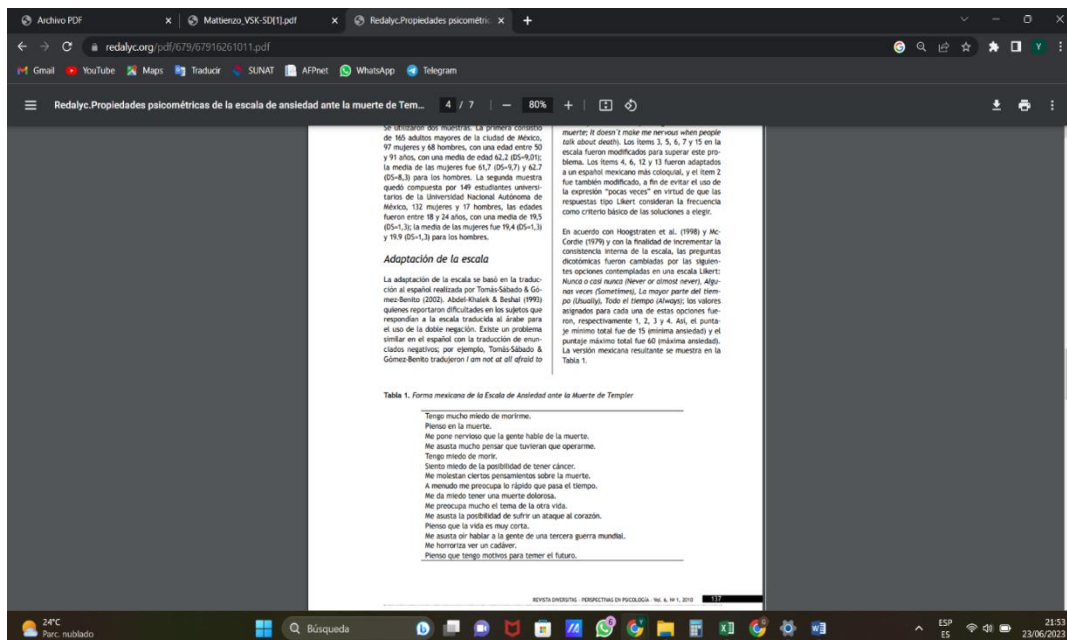 Archivo PDF
Mattienzo_VSK-SD[1].pdf
Redalyc.Propiedades psicométric
redalyc.org/pdf/679/67916261011.pdf
Gmail YouTube Maps Traducir SUNAT AFPnet WhatsApp Telegram
Redalyc.Propiedades psicométricas de la escala de ansiedad ante la muerte de Tem... 4 / 7 80%
Se utilizaron dos muestras. La primera consistió
de 165 adultos mayores de la ciudad de México,
97 mujeres y 68 hombres, con una edad entre 50
y 91 años, con una media de edad 62,2 (DS=9,01);
la media de las mujeres fue 61,7 (DS=9,7) y 62.7
(DS=8,3) para los hombres. La segunda muestra
quedó compuesta por 149 estudiantes universi-
tarios de la Universidad Nacional Autónoma de
México, 132 mujeres y 17 hombres, las edades
fueron entre 18 y 24 años, con una media de 19,5
(DS=1,3); la media de las mujeres fue 19,4 (DS=1,3)
y 19.9 (DS=1,3) para los hombres.
Adaptación de la escala
La adaptación de la escala se basó en la traduc-
ción al español realizada por Tomás-Sábado & Gó-
mez-Benito (2002). Abdel-Khalek & Beshai (1993)
quienes reportaron dificultades en los sujetos que
respondían a la escala traducida al árabe para
el uso de la doble negación. Existe un problema
similar en el español con la traducción de enun-
ciados negativos; por ejemplo, Tomás-Sábado &
Gómez-Benito tradujeron I am not at all afraid to
muerte; It doesn´t make me nervous when people
talk about death). Los ítems 3, 5, 6, 7 y 15 en la
escala fueron modificados para superar este pro-
blema. Los ítems 4, 6, 12 y 13 fueron adaptados
a un español mexicano más coloquial, y el ítem 2
fue también modificado, a fin de evitar el uso de
la expresión “pocas veces” en virtud de que las
respuestas tipo Likert consideran la frecuencia
como criterio básico de las soluciones a elegir.
En acuerdo con Hoogstraten et al. (1998) y Mc-
Cordie (1979) y con la finalidad de incrementar la
consistencia interna de la escala, las preguntas
dicotómicas fueron cambiadas por las siguien-
tes opciones contempladas en una escala Likert:
Nunca o casi nunca (Never or almost never), Algu-
nas veces (Sometimes), La mayor parte del tiem-
po (Usually), Todo el tiempo (Always); los valores
asignados para cada una de estas opciones fue-
ron, respectivamente 1, 2, 3 y 4. Así, el punta-
je mínimo total fue de 15 (mínima ansiedad) y el
puntaje máximo total fue 60 (máxima ansiedad).
La versión mexicana resultante se muestra en la
Tabla 1.
Tabla 1. Forma mexicana de la Escala de Ansiedad ante la Muerte de Templer
Tengo mucho miedo de morirme.
Pienso en la muerte.
Me pone nervioso que la gente hable de la muerte.
Me asusta mucho pensar que tuvieran que operarme.
Tengo miedo de morir.
Siento miedo de la posibilidad de tener cáncer.
Me molestan ciertos pensamientos sobre la muerte.
A menudo me preocupa lo rápido que pasa el tiempo.
Me da miedo tener una muerte dolorosa.
Me preocupa mucho el tema de la otra vida.
Me asusta la posibilidad de sufrir un ataque al corazón.
Pienso que la vida es muy corta.
Me asusta oír hablar a la gente de una tercera guerra mundial.
Me horroriza ver un cadáver.
Pienso que tengo motivos para temer el futuro.
REVISTA DIVERSITAS - PERSPECTIVAS EN PSICOLOGÍA - Vol. 6, Nº 1, 2010 137
24°C
Parc. nublado
Búsqueda
ESP
ES
21:53
23/06/2023